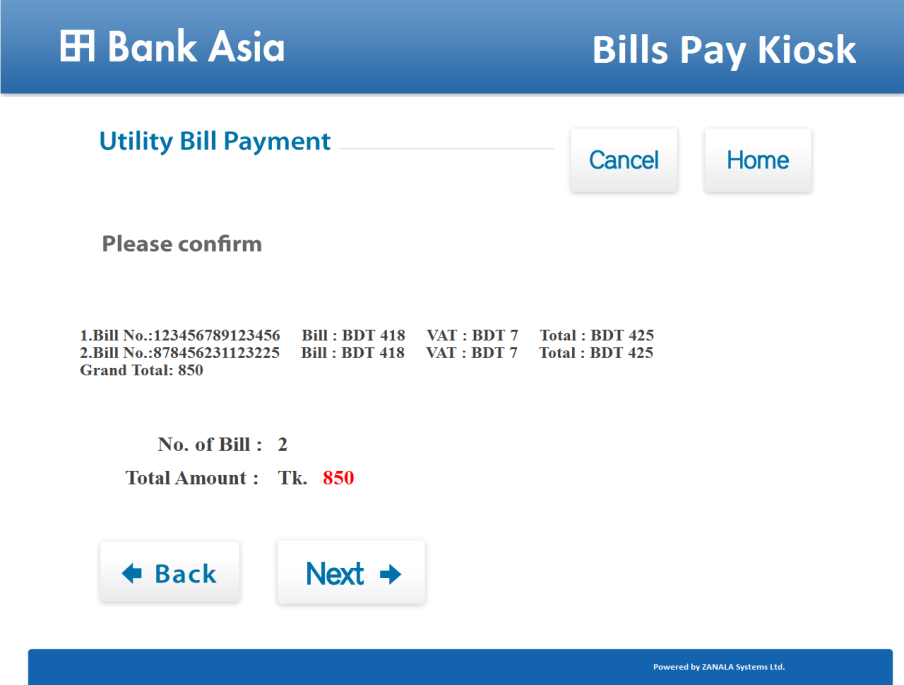 Bank Asia
Bills Pay Kiosk
Utility Bill Payment
Cancel
Home
Please confirm
1.Bill No.:123456789123456 Bill : BDT 418 VAT : BDT 7 Total : BDT 425
2.Bill No.:878456231123225 Bill : BDT 418 VAT : BDT 7 Total : BDT 425
Grand Total: 850
No. of Bill : 2
Total Amount : Tk. 850
Back
Next
Powered by ZANALA Systems Ltd.